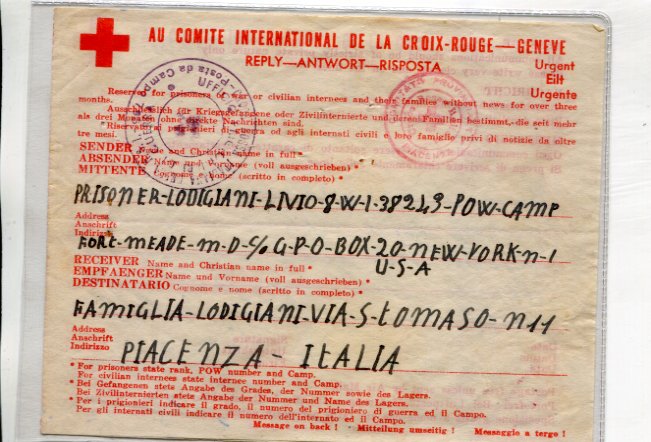 AU COMITE INTERNATIONAL DE LA CROIX-ROUGE—GENEVE
REPLY—ANTWORT—RISPOSTA
Urgent
Eilt
Urgente
Reserved for prisoners of war or civilian internees and their families without news for over three
months.
Ausschliesslich für Kriegsgefangene oder Zivilinternierte und deren Familien bestimmt, die seit mehr
als drei Monaten ohne Nachrichten sind.
Riservata ai prigionieri di guerra od agli internati civili e loro famiglie privi di notizie da oltre
tre mesi.
SENDER Name and Christian name in full *
ABSENDER Name und Vorname (voll ausgeschrieben) *
MITTENTE Cognome e nome (scritto in completo) *
PRISONER-LODIGIANI-LIVIO-8-W-1-38243-POW-CAMP
Address
Anschrift
Indirizzo
FORT-MEADE-M-D-C/o G-P-O-BOX-20-NEW-YORK-N-1
U-S-A
RECEIVER Name and Christian name in full *
EMPFAENGER Name und Vorname (voll ausgeschrieben) *
DESTINATARIO Cognome e nome (scritto in completo) *
FAMIGLIA-LODIGIANI-VIA-S-TOMASO-N11
Address
Anschrift
Indirizzo
PIACENZA-ITALIA
* For prisoners state rank, POW number and Camp.
For civilian internees state internee number and Camp.
* Bei Gefangenen stete Angabe des Grades, der Nummer sowie des Lagers.
Bei Zivilinternierten stete Angabe der Nummer und Name des Lagers.
* Per i prigionieri indicare il grado, il numero del prigioniero di guerra ed il Campo.
Per gli internati civili indicare il numero dell'internato ed il Campo.
Message on back ! · Mitteilung umseitig ! · Messaggio a tergo !